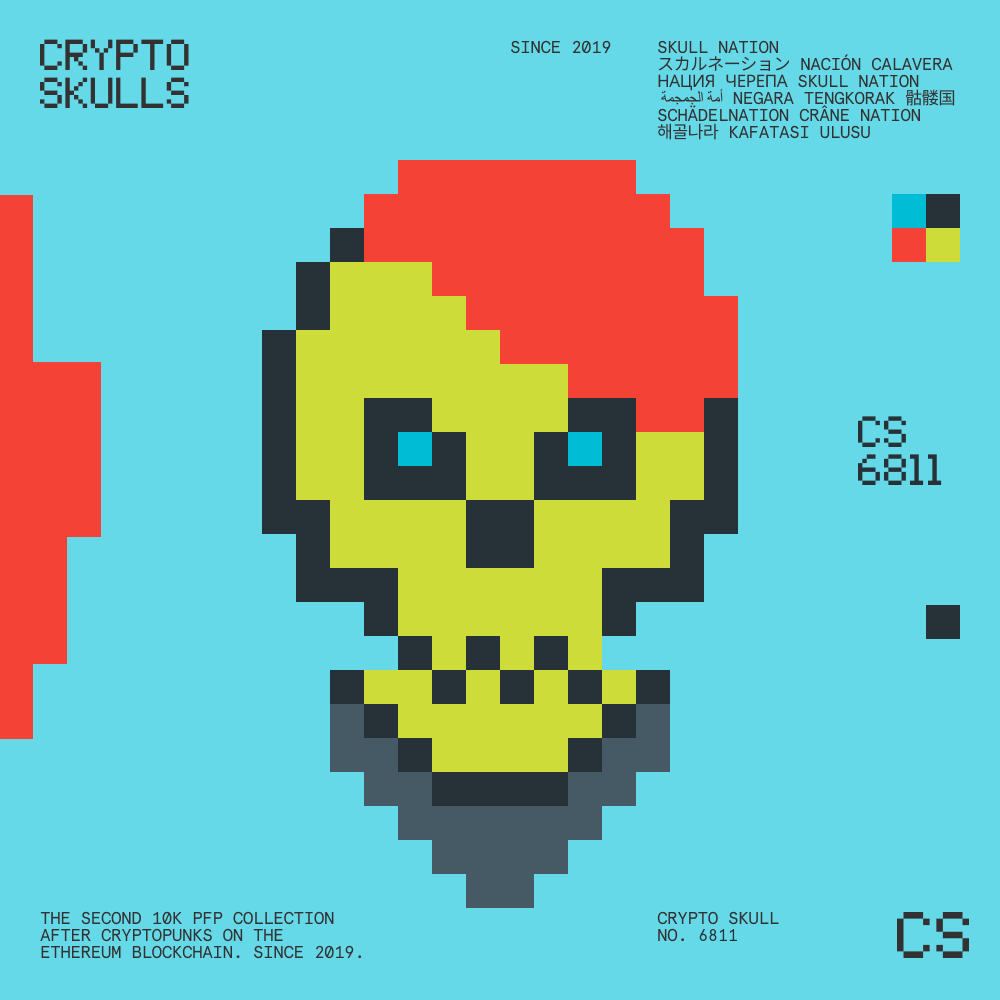 CRYPTO
SKULLS
SINCE 2019
SKULL NATION
スカルネーション NACIÓN CALAVERA
НАЦИЯ ЧЕРЕПА SKULL NATION
أمة الجمجمة NEGARA TENGKORAK 骷髅国
SCHÄDELNATION CRÂNE NATION
해골나라 KAFATASI ULUSU
CS
6811
THE SECOND 10K PFP COLLECTION
AFTER CRYPTOPUNKS ON THE
ETHEREUM BLOCKCHAIN. SINCE 2019.
CRYPTO SKULL
NO. 6811
CS